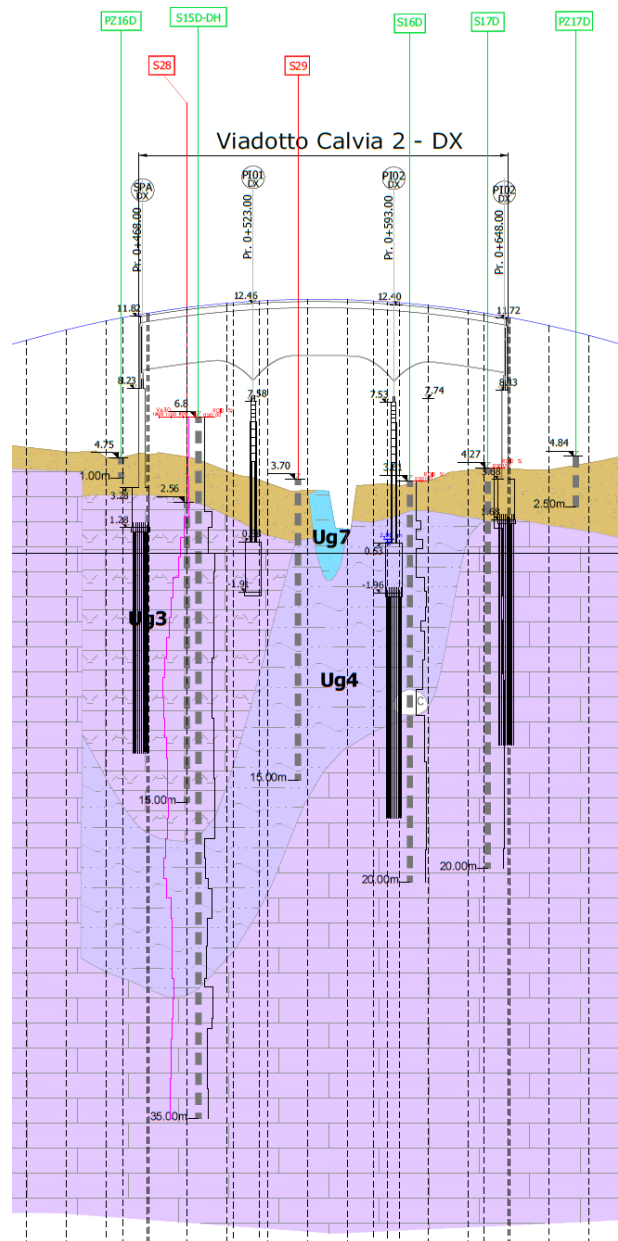 PZ16D
S15D-DH
S16D
S17D
PZ17D
S28
S29
Viadotto Calvia 2 - DX
SPA
DX
PI01
DX
PI02
DX
PI02
DX
Pr. 0+468.00
Pr. 0+523.00
Pr. 0+593.00
Pr. 0+648.00
12.46
12.40
11.82
11.72
8.23
7.58
7.53
7.74
6.8
4.75
3.70
4.27
4.84
1.00m
3.28
2.56
2.50m
1.28
Ug7
0.53
-1.96
Ug3
Ug4
C
15.00m
15.00m
20.00m
20.00m
35.00m